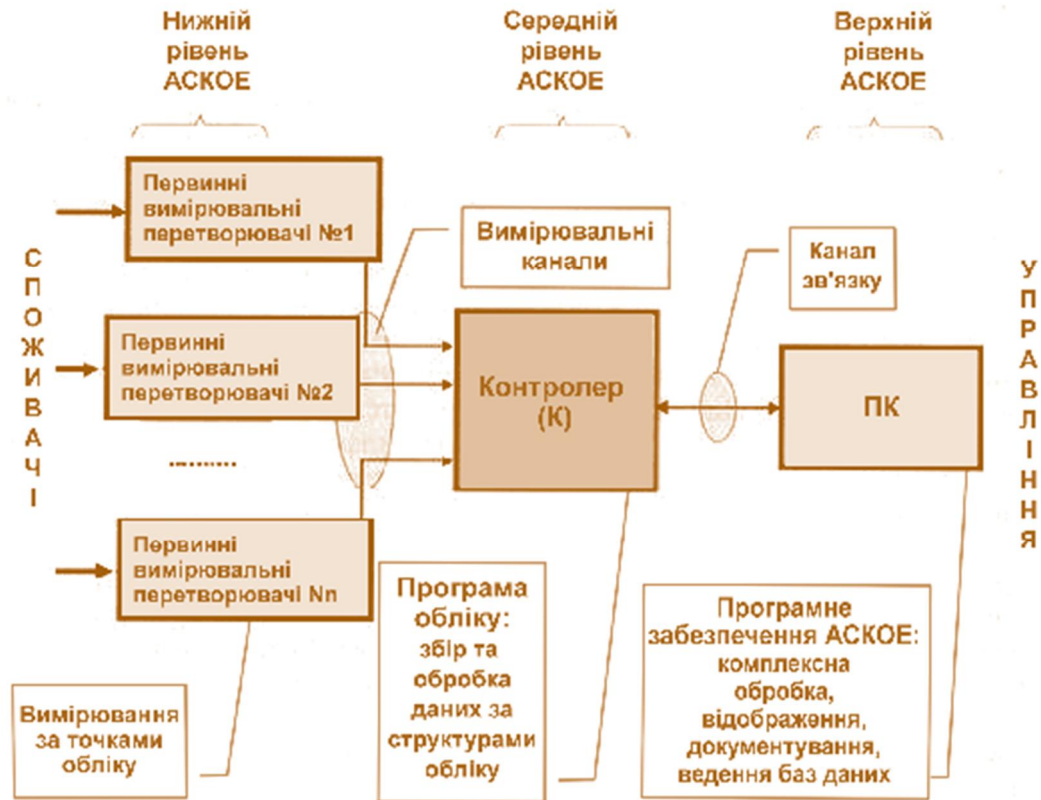 Нижній
рівень
АСКОЕ
Середній
рівень
АСКОЕ
Верхній
рівень
АСКОЕ
СПОЖИВАЧІ
Первинні
вимірювальні
перетворювачі №1
Первинні
вимірювальні
перетворювачі №2
..........
Первинні
вимірювальні
перетворювачі Nn
Вимірювальні
канали
Контролер
(К)
Канал
зв'язку
ПК
УПРАВЛІННЯ
Вимірювання
за точками
обліку
Програма
обліку:
збір та
обробка
даних за
структурами
обліку
Програмне
забезпечення АСКОЕ:
комплексна
обробка,
відображення,
документування,
ведення баз даних